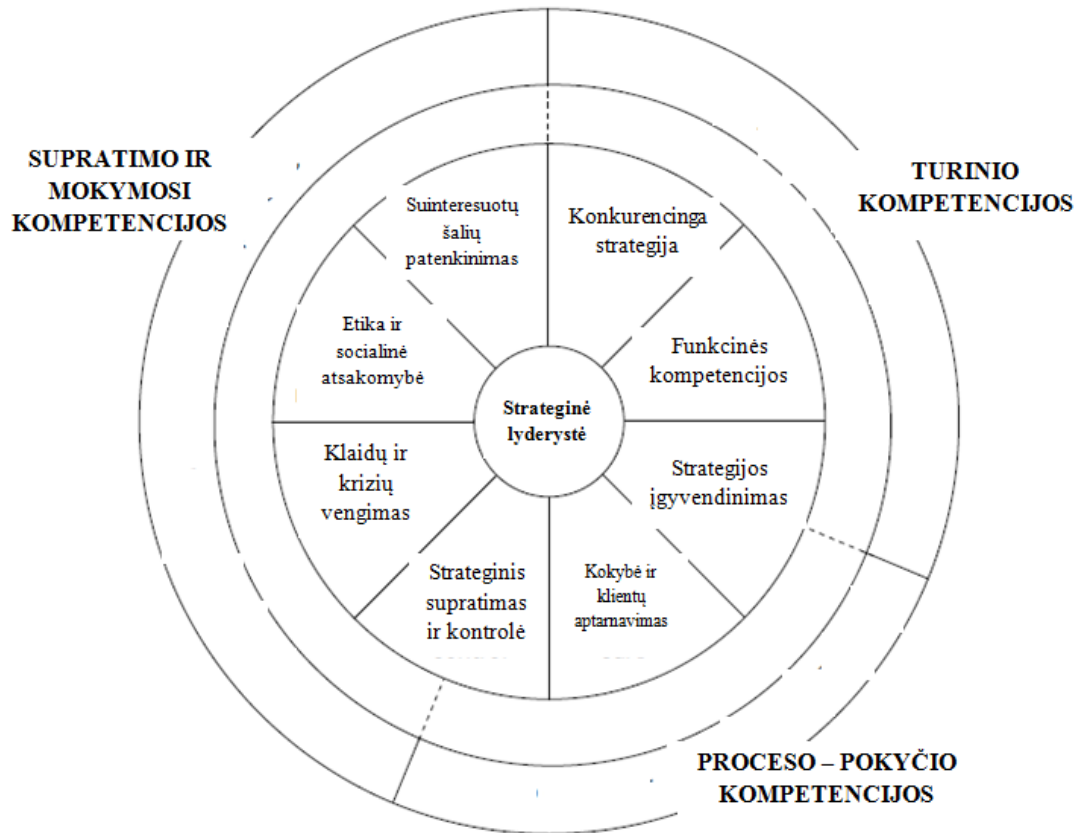 SUPRATIMO IR
MOKYMOSI
KOMPETENCIJOS
TURINIO
KOMPETENCIJOS
Suinteresuotų
šalių
patenkinimas
Konkurencinga
strategija
Etika ir
socialinė
atsakomybė
Funkcinės
kompetencijos
Strateginė
lyderystė
Klaidų ir
krizių
vengimas
Strategijos
įgyvendinimas
Strateginis
supratimas
ir kontrolė
Kokybė ir
klientų
aptarnavimas
PROCESO – POKYČIO
KOMPETENCIJOS